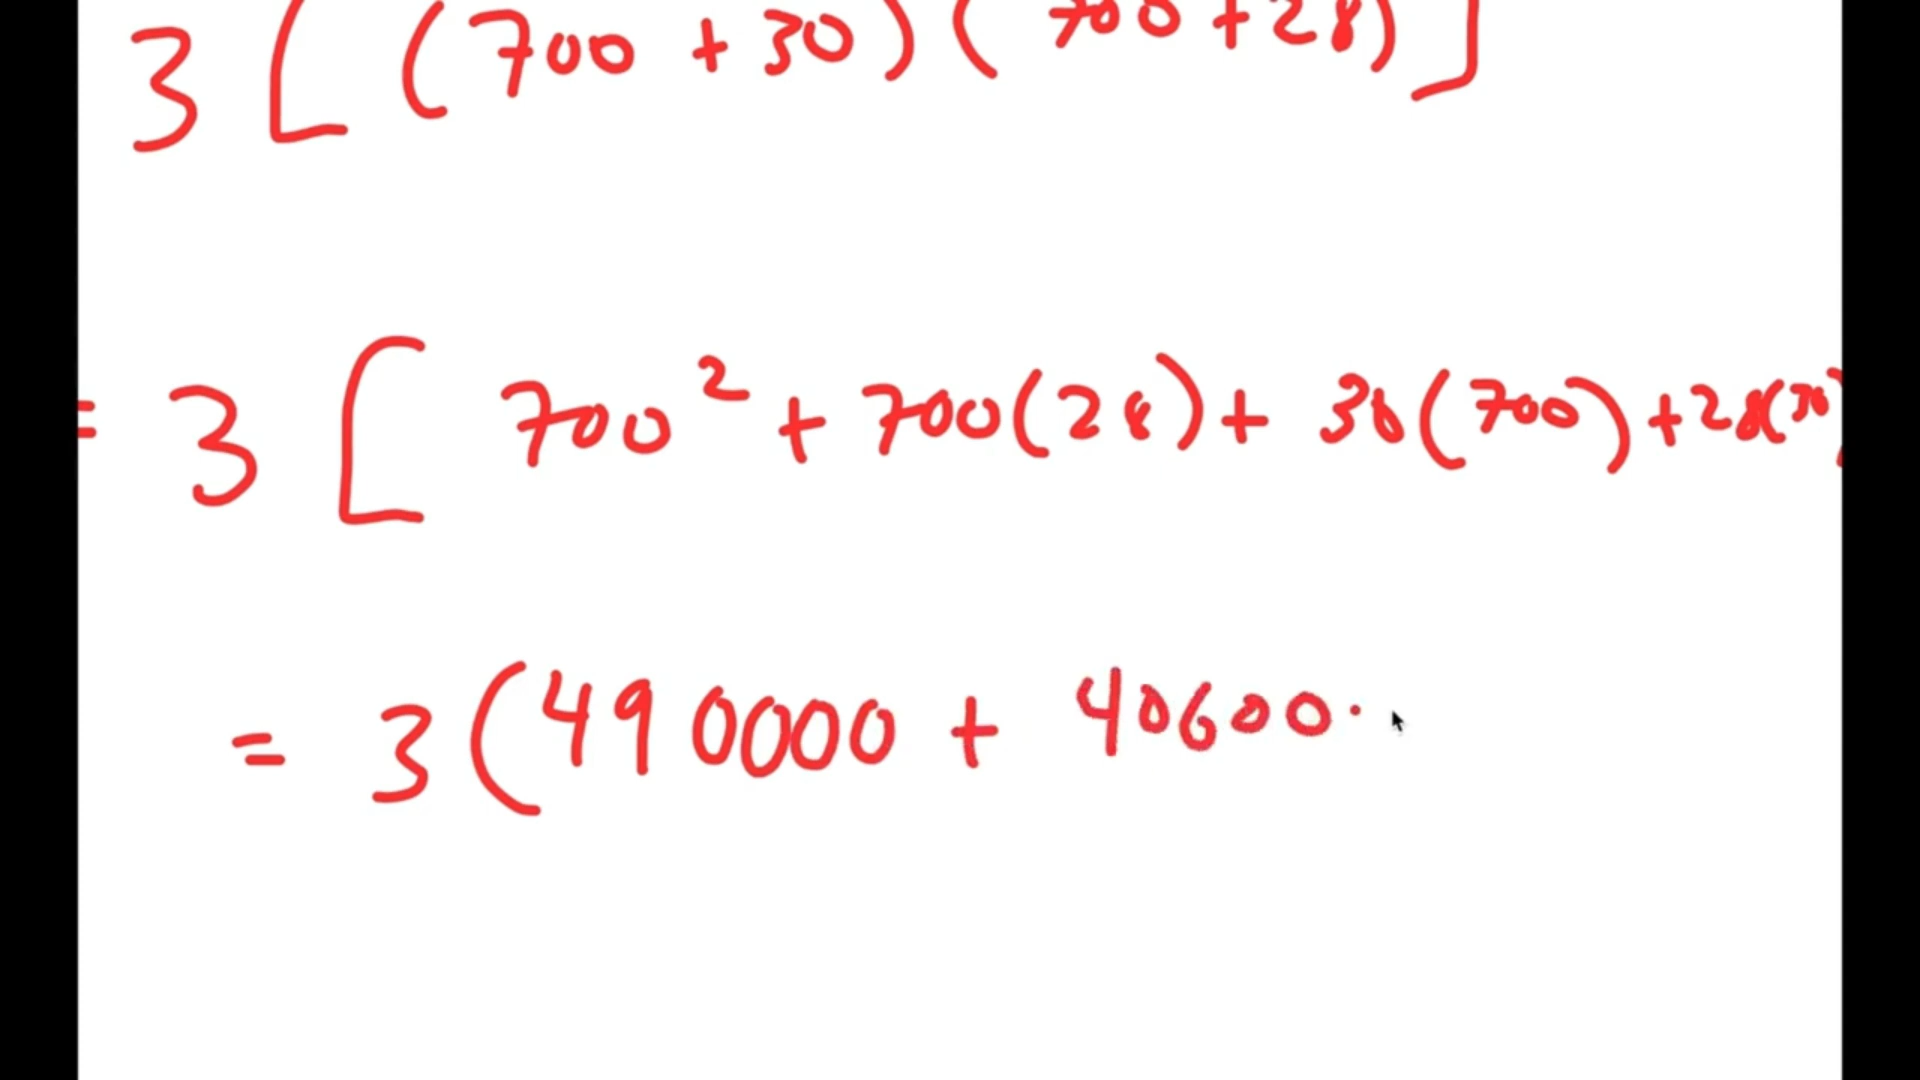 3 [ (700 + 30) ( 700 + 28) ]
= 3 [ 700² + 700(28) + 30(700) + 28(30)
= 3 (490000 + 40600